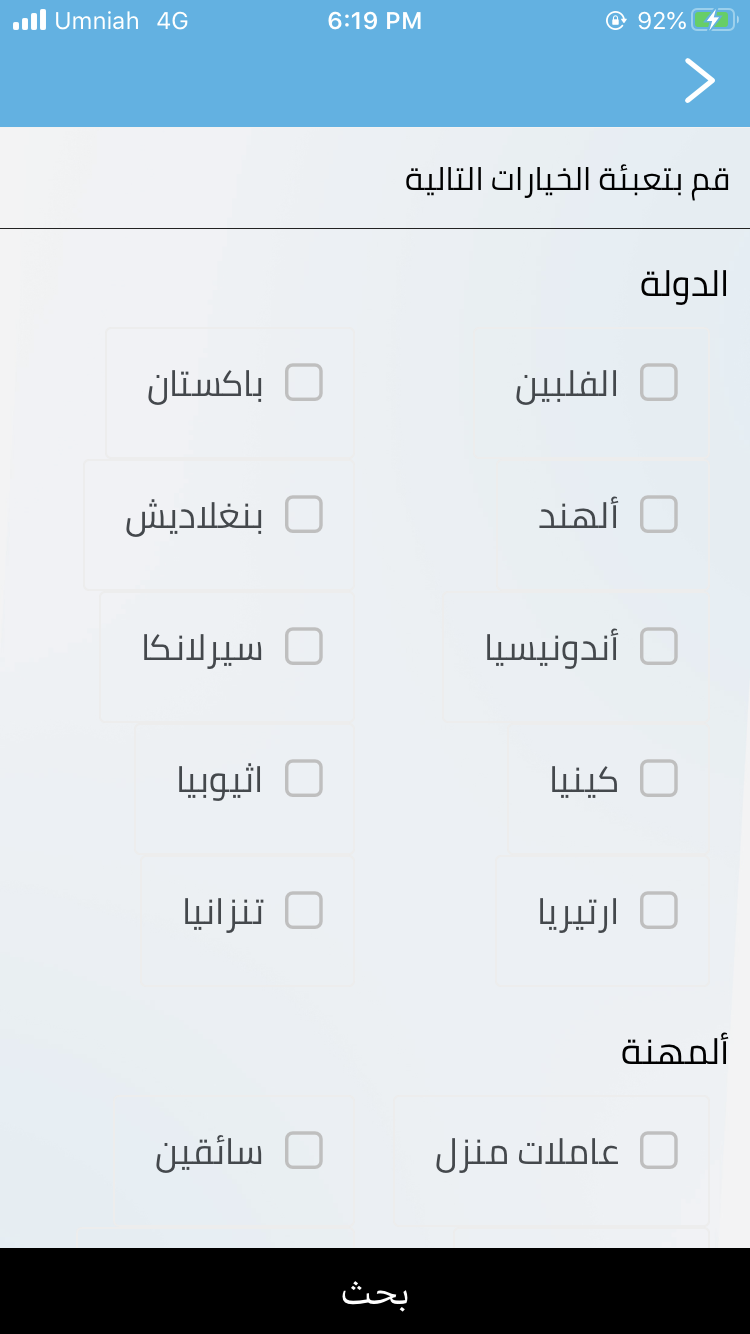 Umniah 4G 6:19 PM 92%
قم بتعبئة الخيارات التالية
الدولة
الفلبين باكستان
ألهند بنغلاديش
أندونيسيا سيرلانكا
كينيا اثيوبيا
ارتيريا تنزانيا
ألمهنة
عاملات منزل سائقين
بحث